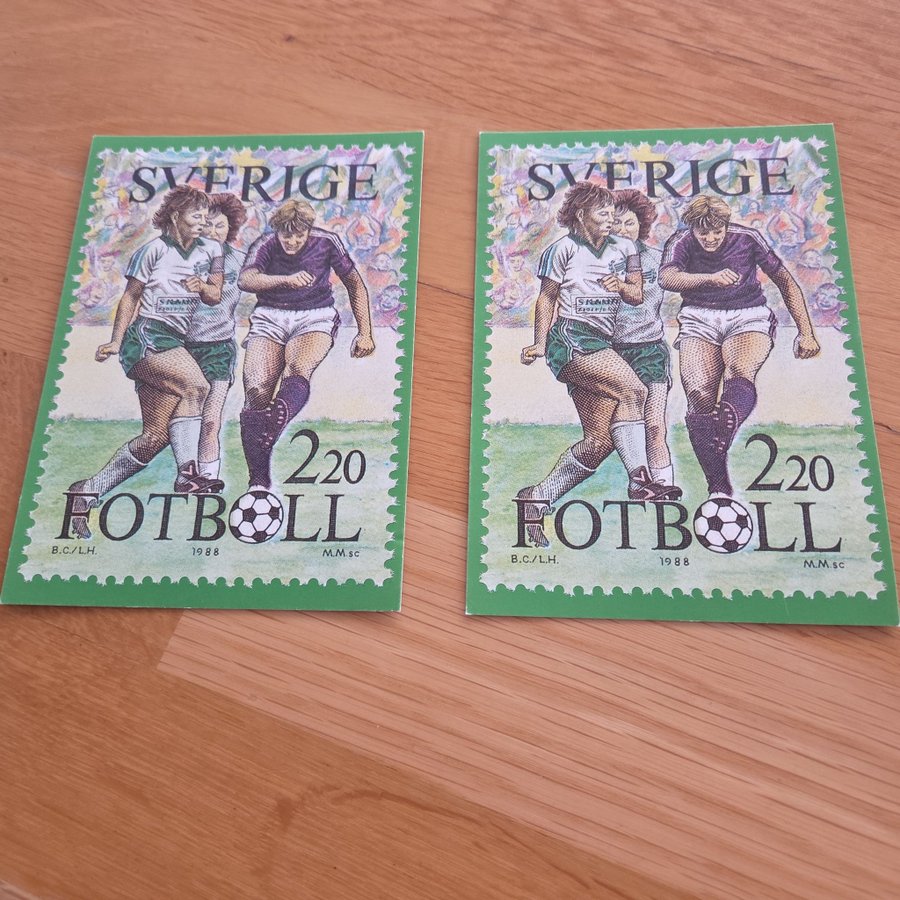 SVERIGE
2 20
FOTBOLL
B.C./L.H. 1988 M.M.sc
SVERIGE
2 20
FOTBOLL
B.C./L.H. 1988 M.M.sc